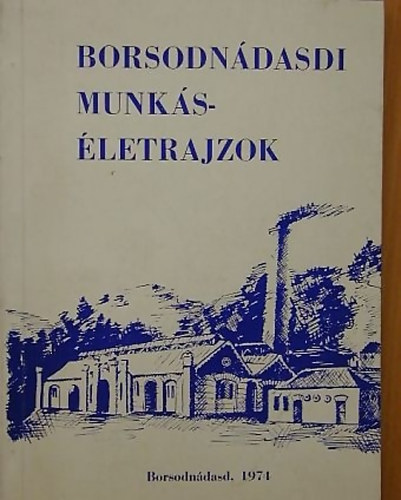 BORSODNÁDASDI
MUNKÁS-
ÉLETRAJZOK
Borsodnádasd. 1974